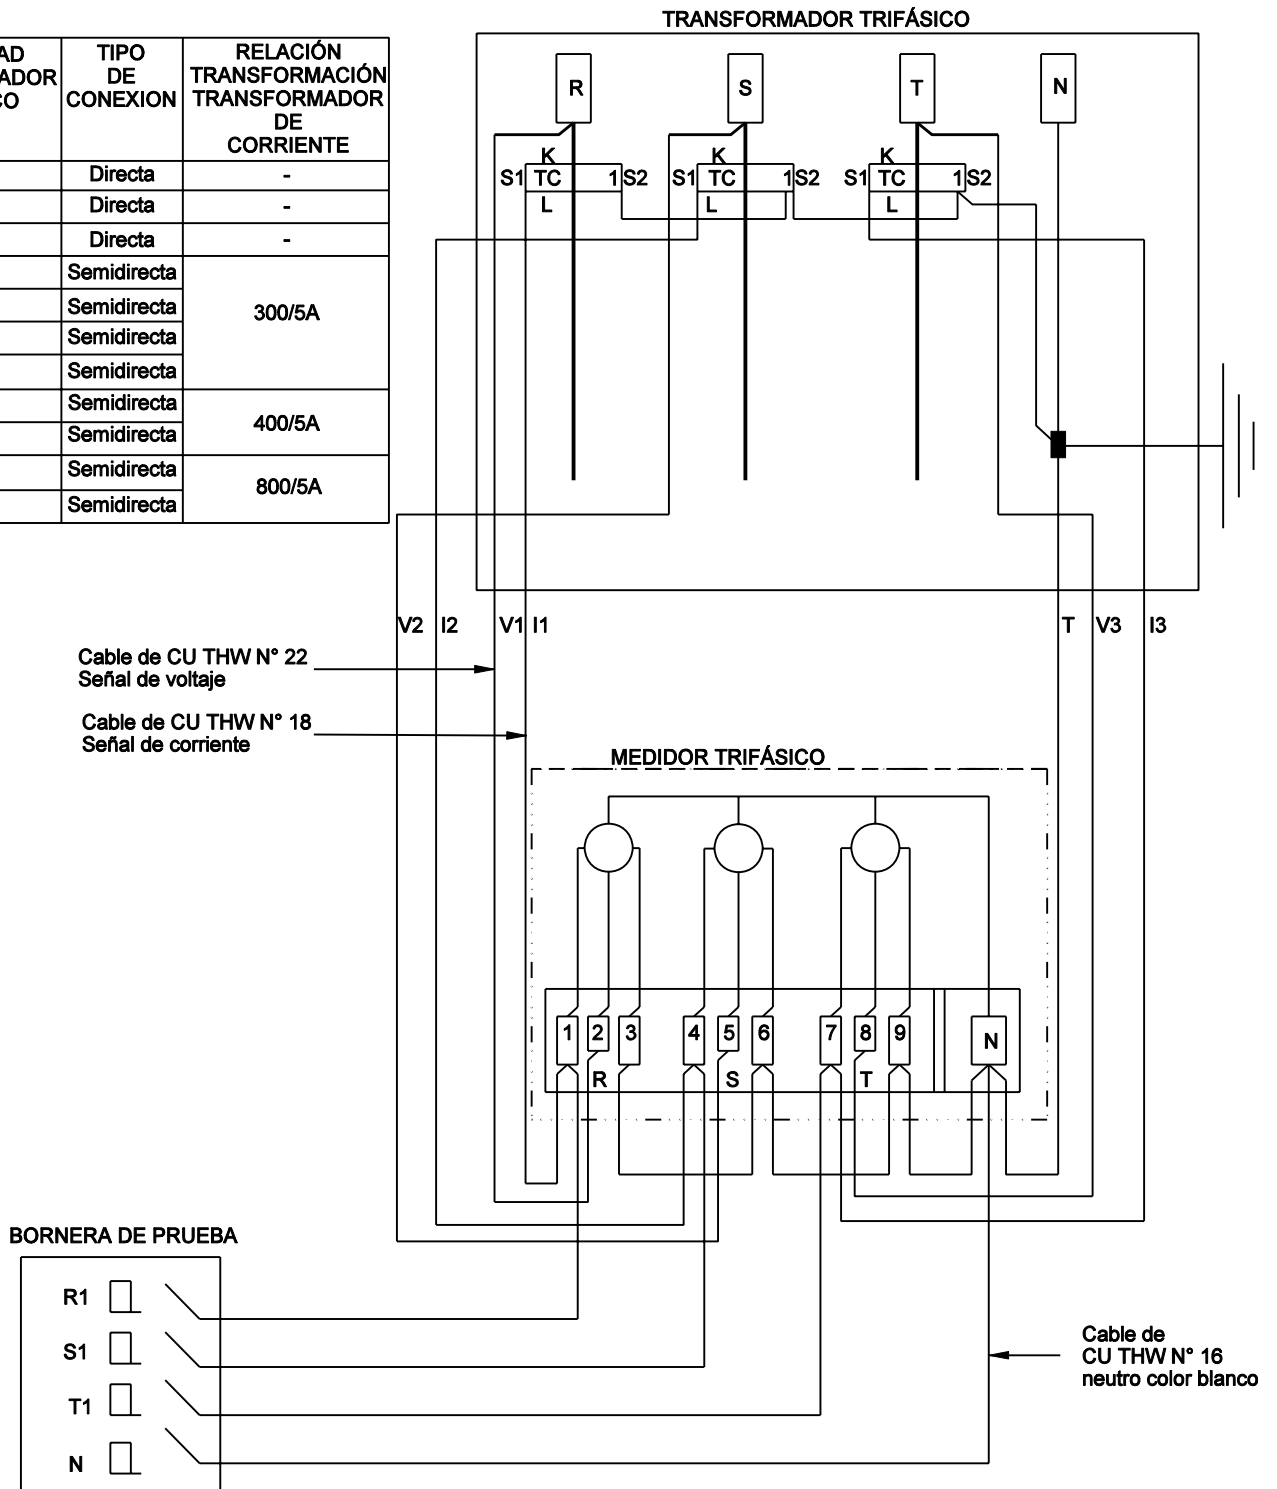 TRANSFORMADOR TRIFÁSICO
TIPO
DE
CONEXION
RELACIÓN
TRANSFORMACIÓN
TRANSFORMADOR
DE
CORRIENTE
Directa -
Directa -
Directa -
Semidirecta
Semidirecta
300/5A
Semidirecta
Semidirecta
Semidirecta
400/5A
Semidirecta
Semidirecta
800/5A
Semidirecta
R S T N
K K K
S1 TC 1 S2 S1 TC 1 S2 S1 TC 1 S2
L L L
V2 I2 V1 I1 T V3 I3
Cable de CU THW N° 22
Señal de voltaje
Cable de CU THW N° 18
Señal de corriente
MEDIDOR TRIFÁSICO
1 2 3 4 5 6 7 8 9 N
R S T
BORNERA DE PRUEBA
R1
S1
T1
N
Cable de
CU THW N° 16
neutro color blanco